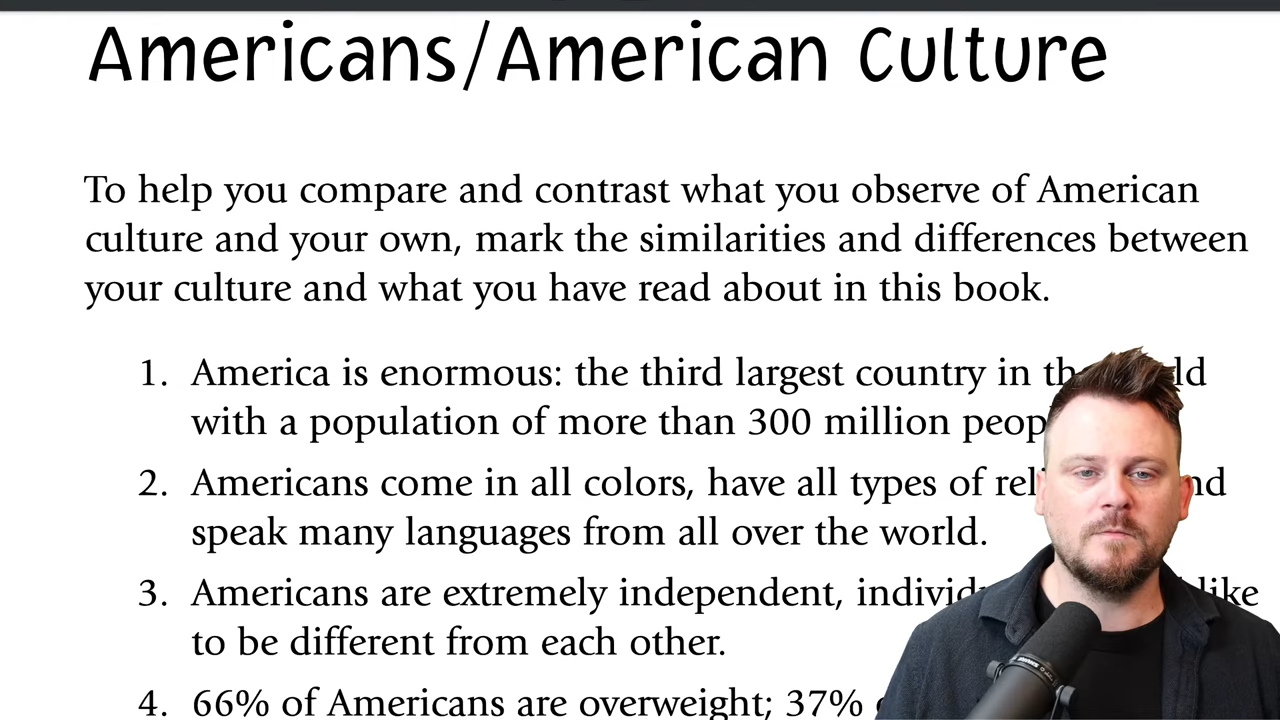 Americans/American Culture
To help you compare and contrast what you observe of American
culture and your own, mark the similarities and differences between
your culture and what you have read about in this book.
1. America is enormous: the third largest country in
with a population of more than 300 million
2. Americans come in all colors, have all types of
speak many languages from all over the world.
3. Americans are extremely independent, like
to be different from each other.
4. 66% of Americans are overweight; 37%